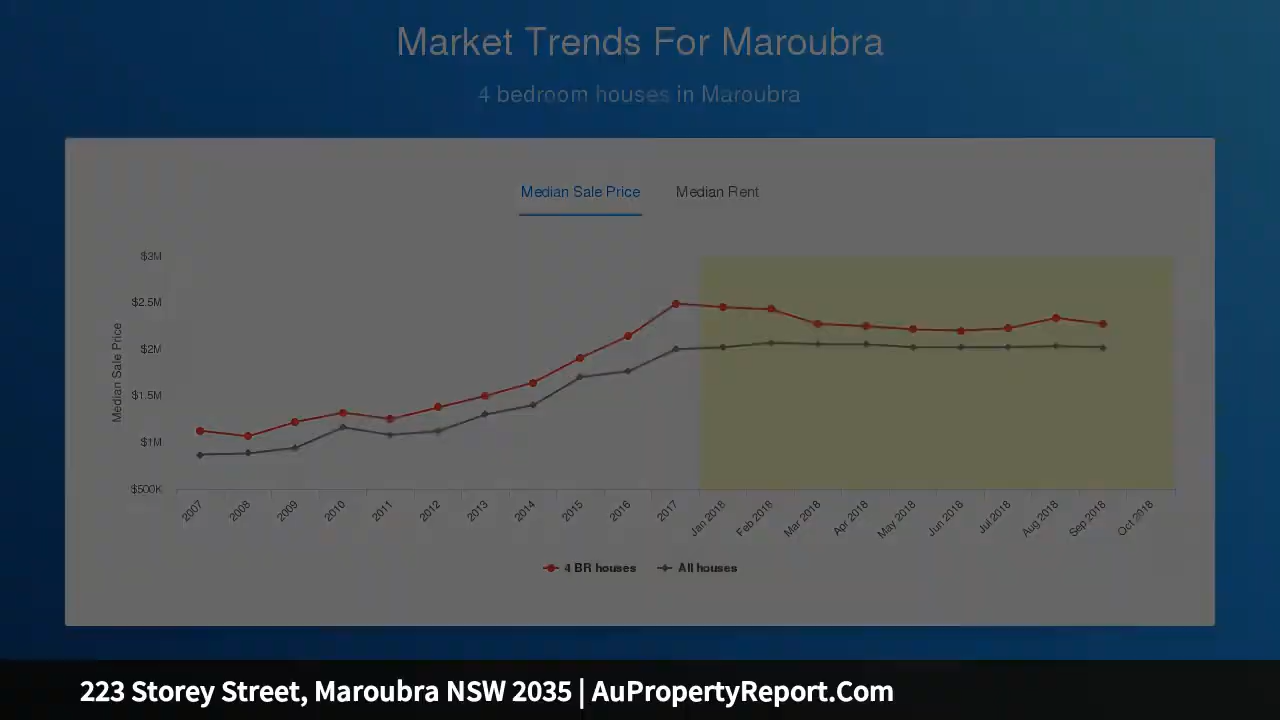 Market Trends For Maroubra
4 bedroom houses in Maroubra
Median Sale Price Median Rent
$3M
$2.5M
$2M
$1.5M
$1M
$500K
Median Sale Price
2007 2008 2009 2010 2011 2012 2013 2014 2015 2016 2017 Jan 2018 Feb 2018 Mar 2018 Apr 2018 May 2018 Jun 2018 Jul 2018 Aug 2018 Sep 2018 Oct 2018
4 BR houses All houses
223 Storey Street, Maroubra NSW 2035 | AuPropertyReport.Com